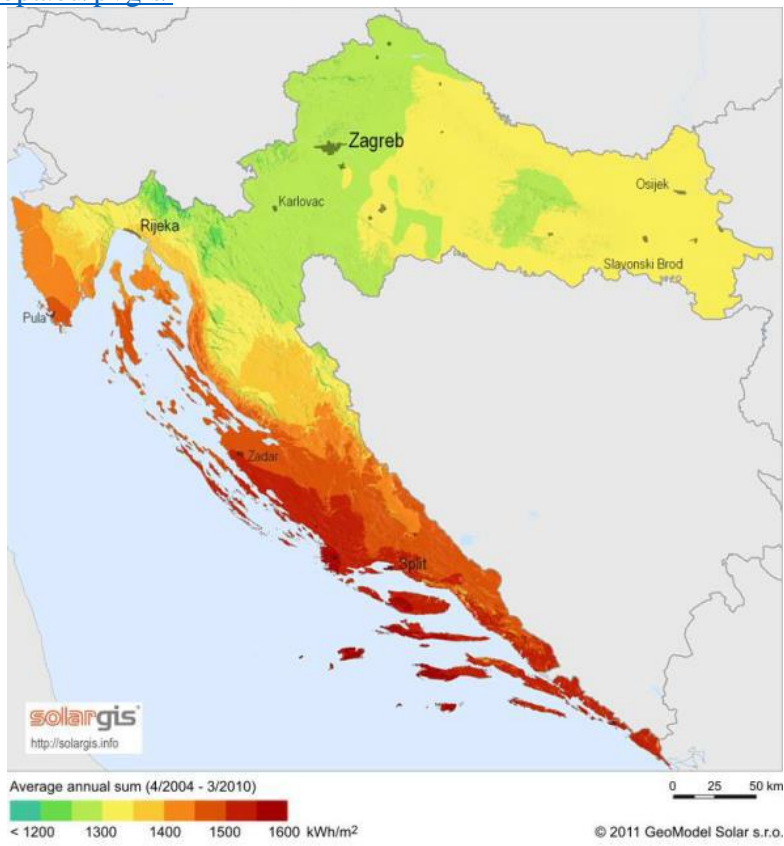 Zagreb
Osijek
Karlovac
Rijeka
Slavonski Brod
Pula
Zadar
Split
solargis
http://solargis.info
Average annual sum (4/2004 - 3/2010)
0 25 50 km
< 1200 1300 1400 1500 1600 kWh/m2
© 2011 GeoModel Solar s.r.o.